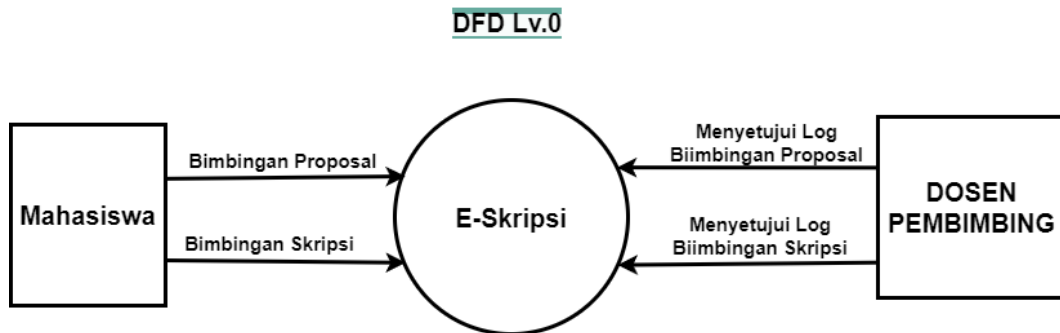 DFD Lv.0
Mahasiswa
Bimbingan Proposal
Bimbingan Skripsi
E-Skripsi
Menyetujui Log
Biimbingan Proposal
Menyetujui Log
Biimbingan Skripsi
DOSEN
PEMBIMBING